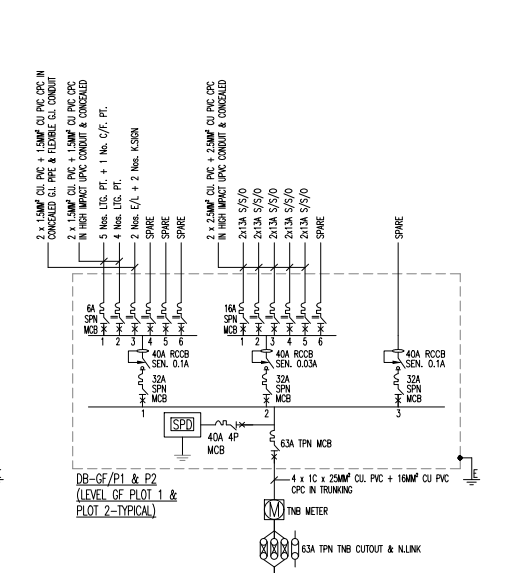 2 x 1.5MM² CU. PVC + 1.5MM² CU PVC CPC IN
CONCEALED G.I. PIPE & FLEXIBLE G.I. CONDUIT
2 x 1.5MM² CU. PVC + 1.5MM² CU PVC CPC
IN HIGH IMPACT UPVC CONDUIT & CONCEALED
5 Nos. LTG. PT. + 1 No. C/F. PT.
4 Nos. LTG. PT.
2 Nos. E/L + 2 Nos. K.SIGN
SPARE
SPARE
SPARE
2 x 2.5MM² CU. PVC + 2.5MM² CU PVC CPC
IN HIGH IMPACT UPVC CONDUIT & CONCEALED
2x13A S/S/O
2x13A S/S/O
2x13A S/S/O
2x13A S/S/O
2x13A S/S/O
SPARE
SPARE
6A
SPN
MCB
1 2 3 4 5 6
16A
SPN
MCB
1 2 3 4 5 6
40A RCCB
SEN. 0.1A
40A RCCB
SEN. 0.03A
40A RCCB
SEN. 0.1A
32A
SPN
MCB
32A
SPN
MCB
32A
SPN
MCB
1
2
3
SPD
40A 4P
MCB
63A TPN MCB
E
DB-GF/P1 & P2
(LEVEL GF PLOT 1 &
PLOT 2-TYPICAL)
4 x 1C x 25MM² CU. PVC + 16MM² CU PVC
CPC IN TRUNKING
M
TNB METER
63A TPN TNB CUTOUT & N.LINK